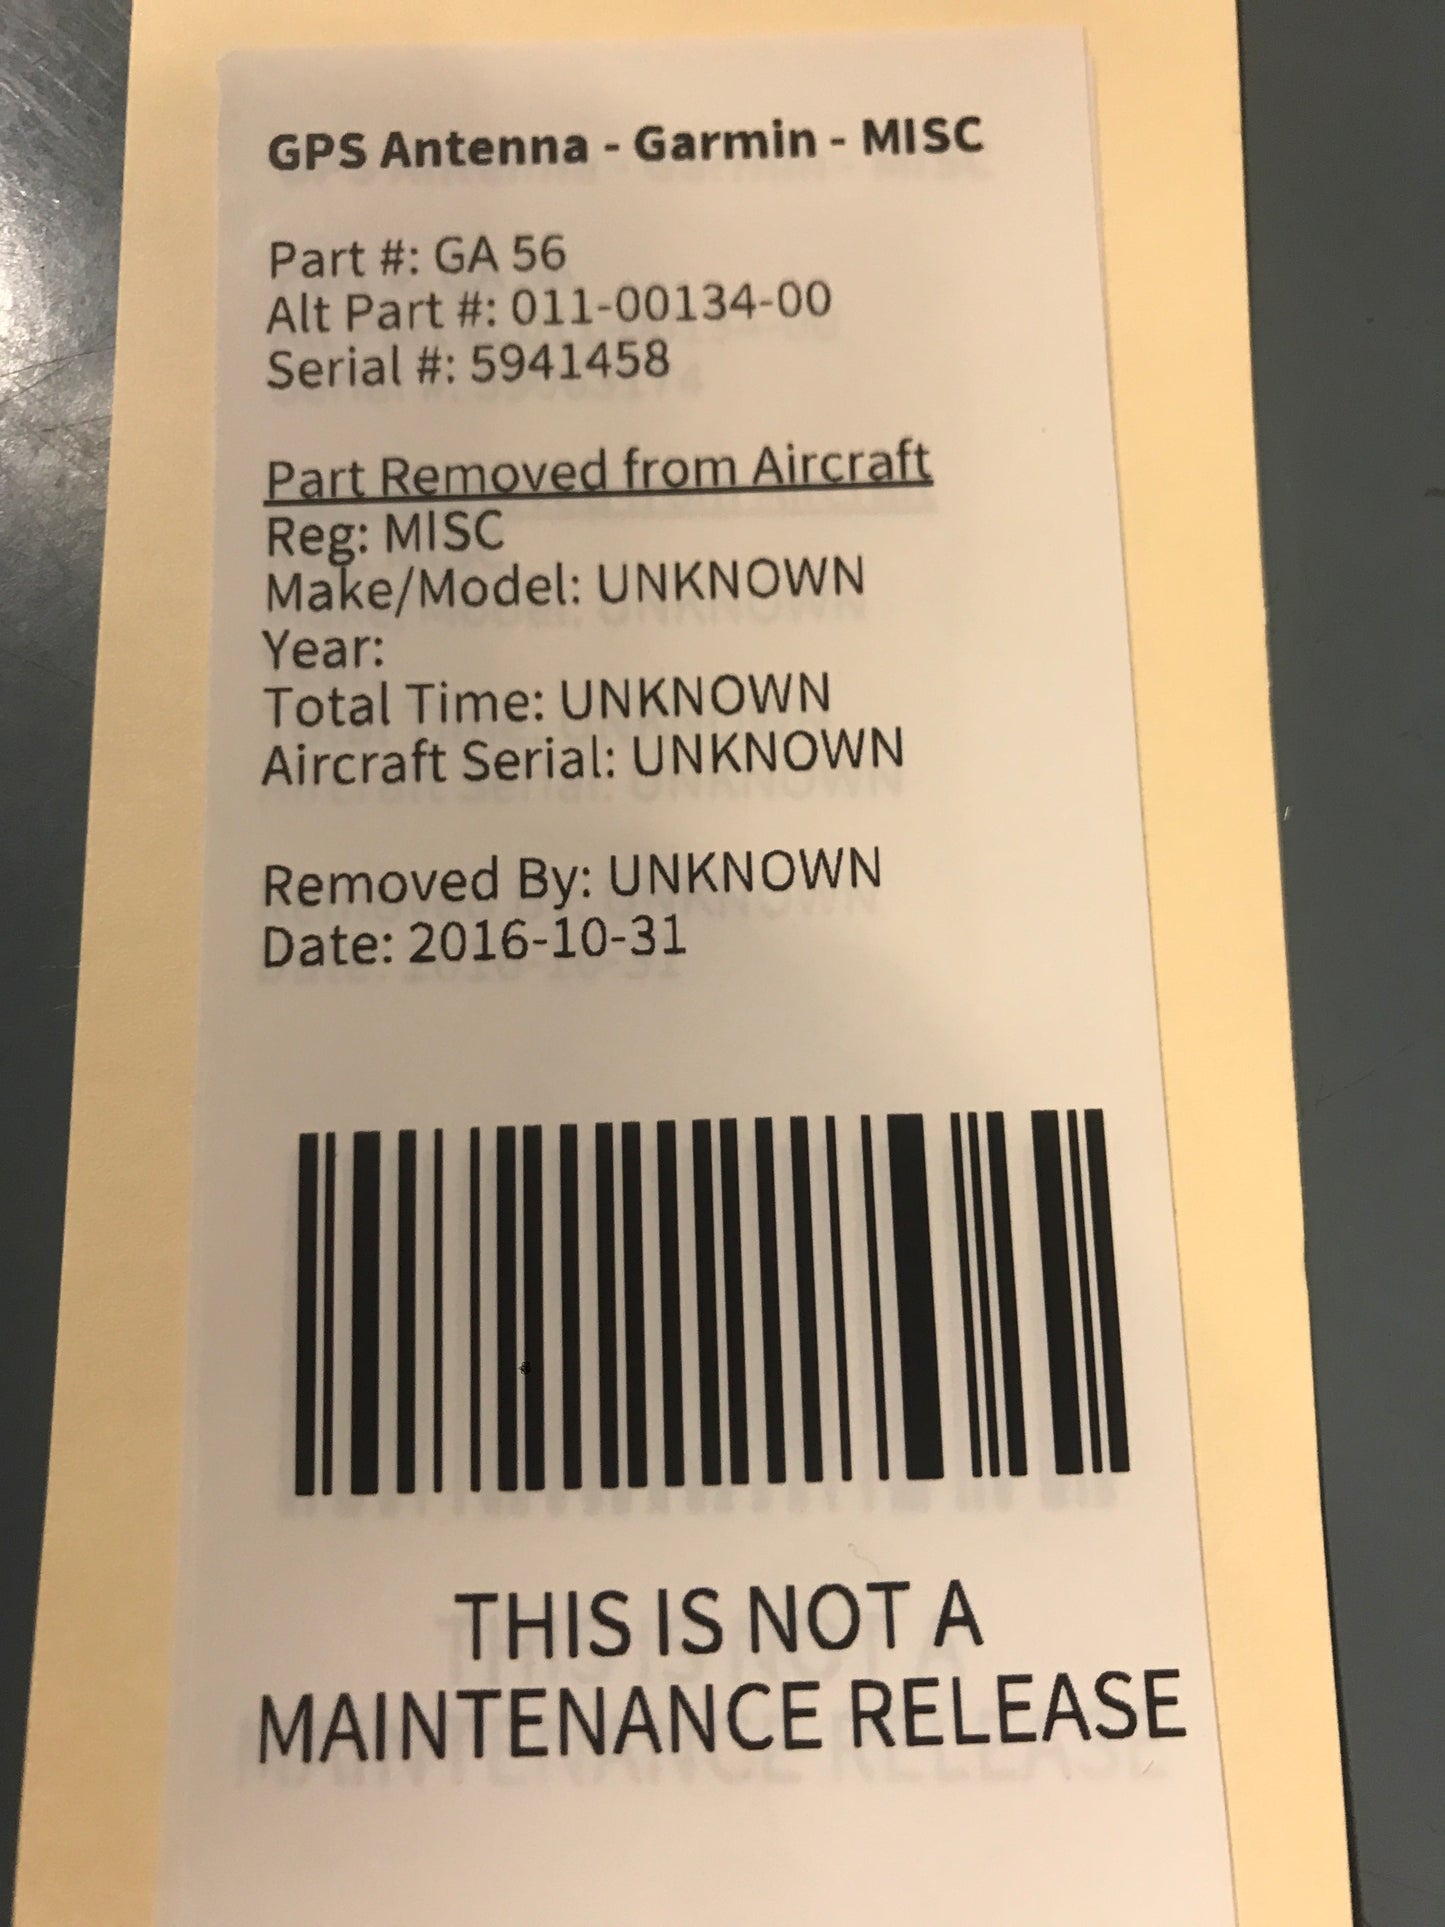 GPS Antenna - Garmin - MISC
Part #: GA 56
Alt Part #: 011-00134-00
Serial #: 5941458
Part Removed from Aircraft
Reg: MISC
Make/Model: UNKNOWN
Year:
Total Time: UNKNOWN
Aircraft Serial: UNKNOWN
Removed By: UNKNOWN
Date: 2016-10-31
THIS IS NOT A
MAINTENANCE RELEASE